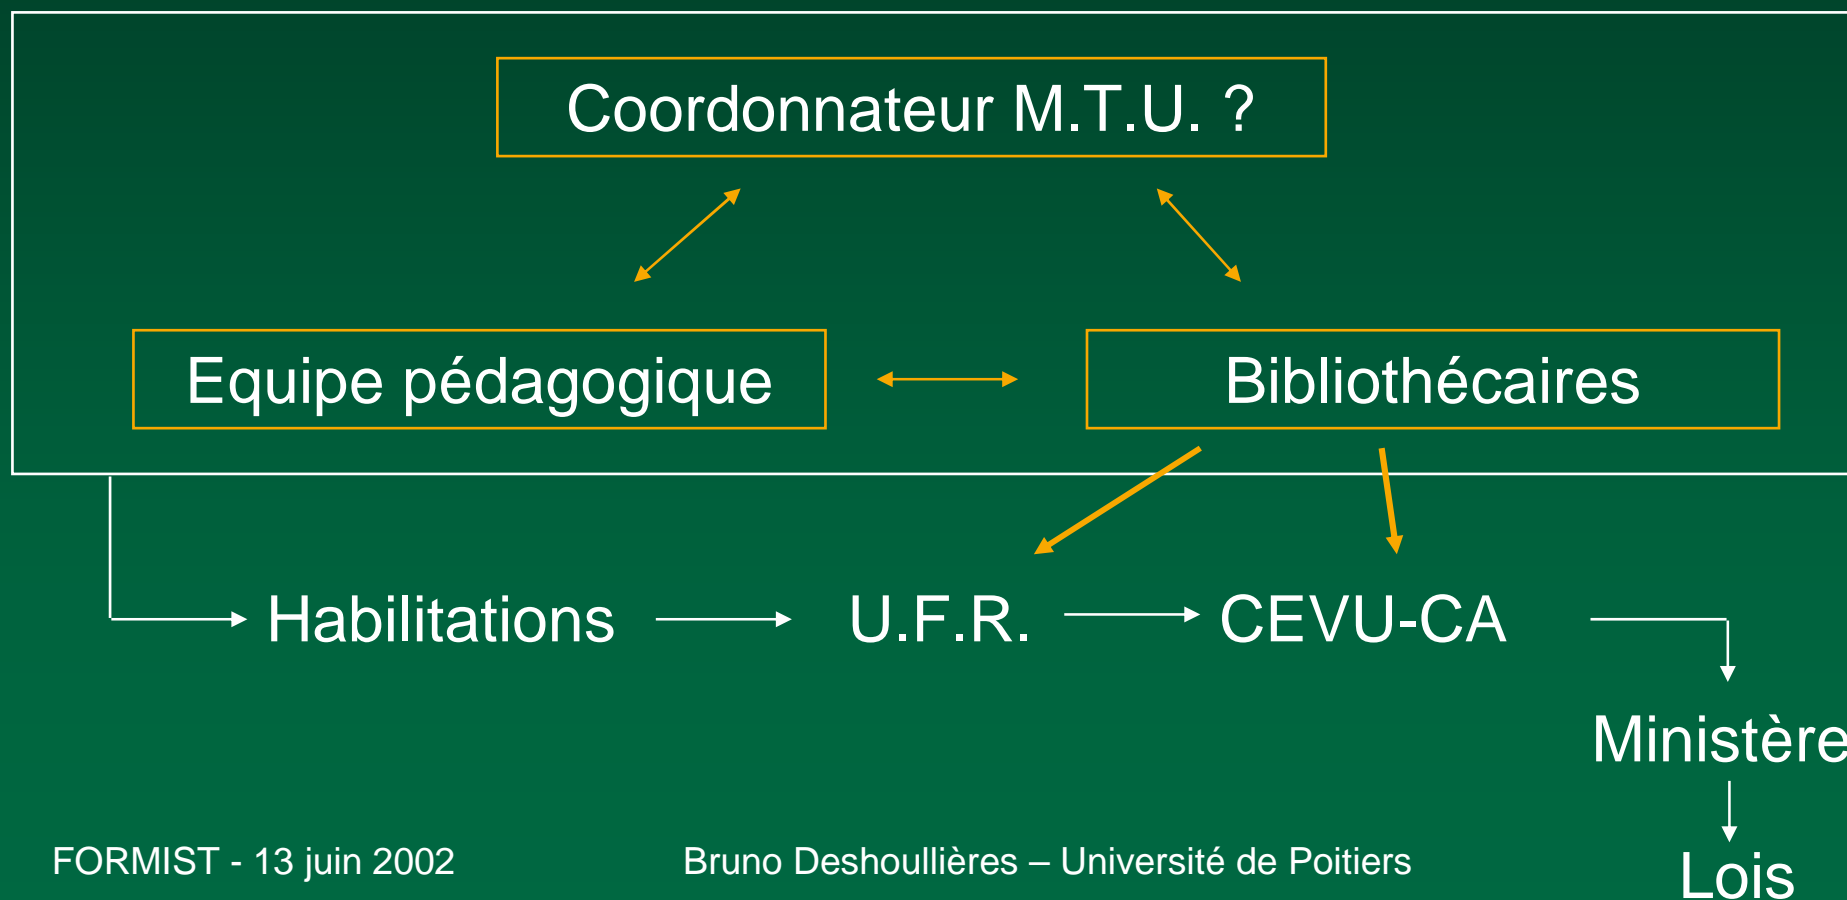 Coordonnateur M.T.U. ?
Equipe pédagogique
Bibliothécaires
Habilitations
U.F.R.
CEVU-CA
Ministère
Lois
FORMIST - 13 juin 2002
Bruno Deshoullières – Université de Poitiers